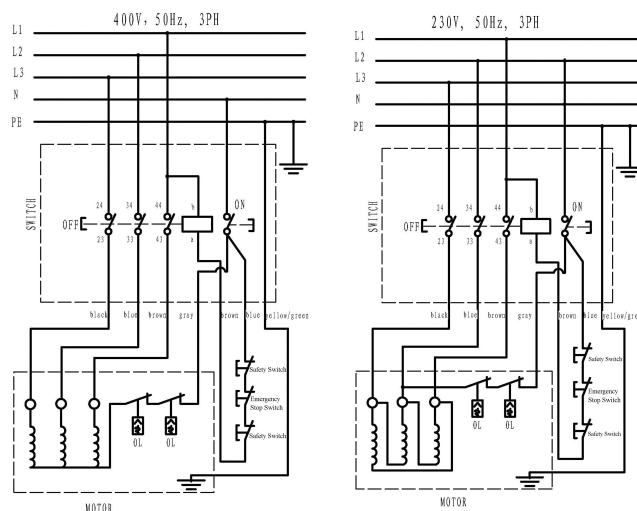 400V, 50Hz, 3PH
L1
L2
L3
N
PE
SWITCH
24
34
44
b
ON
OFF
23
33
43
a
black
blue
brown
gray
brown
blue
yellow/green
Safety Switch
Emergency
Stop Switch
Safety Switch
OL
OL
MOTOR
230V, 50Hz, 3PH
L1
L2
L3
N
PE
SWITCH
24
34
44
b
ON
OFF
23
33
43
a
black
blue
brown
gray
brown
blue
yellow/gre
Safety Switch
Emergency
Stop Switch
Safety Switch
OL
OL
MOTOR